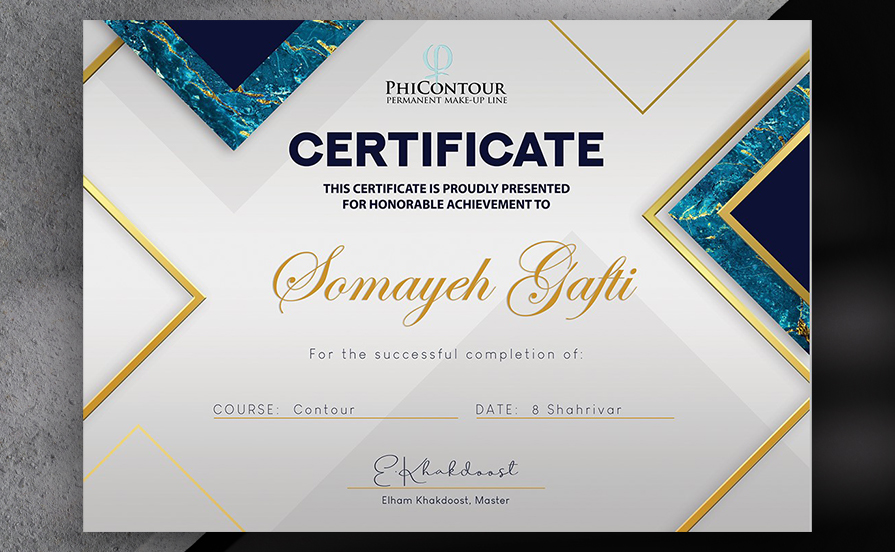 PHICONTOUR
PERMANENT MAKE-UP LINE
CERTIFICATE
THIS CERTIFICATE IS PROUDLY PRESENTED
FOR HONORABLE ACHIEVEMENT TO
Somayeh Gafti
For the successful completion of:
COURSE: Contour DATE: 8 Shahrivar
E.Khakdoost
Elham Khakdoost, Master